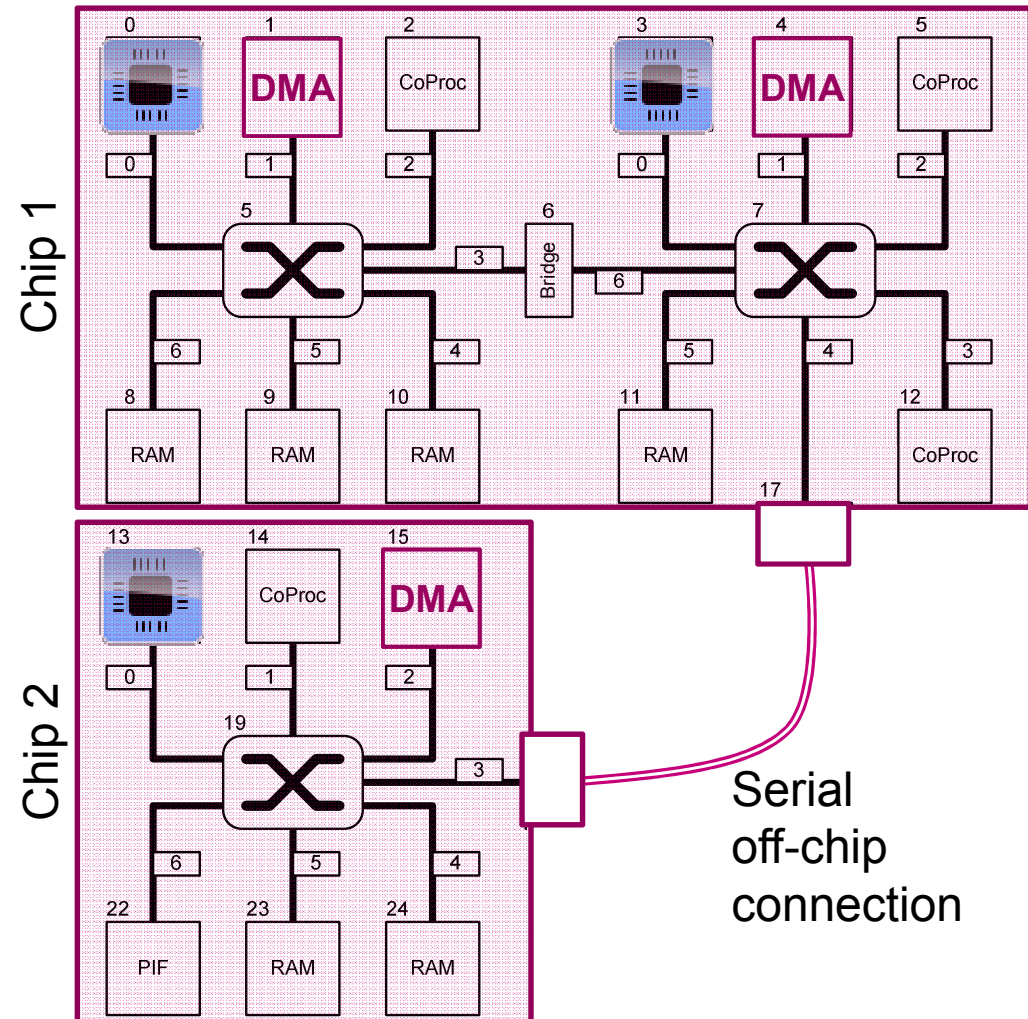 0
1
2
3
4
5
DMA
CoProc
DMA
CoProc
0
1
2
0
1
2
5
6
7
Chip 1
3
Bridge
6
6
5
4
5
4
3
8
9
10
11
12
RAM
RAM
RAM
RAM
CoProc
17
13
14
15
CoProc
DMA
0
1
2
Chip 2
19
3
Serial
off-chip
connection
6
5
4
22
23
24
PIF
RAM
RAM